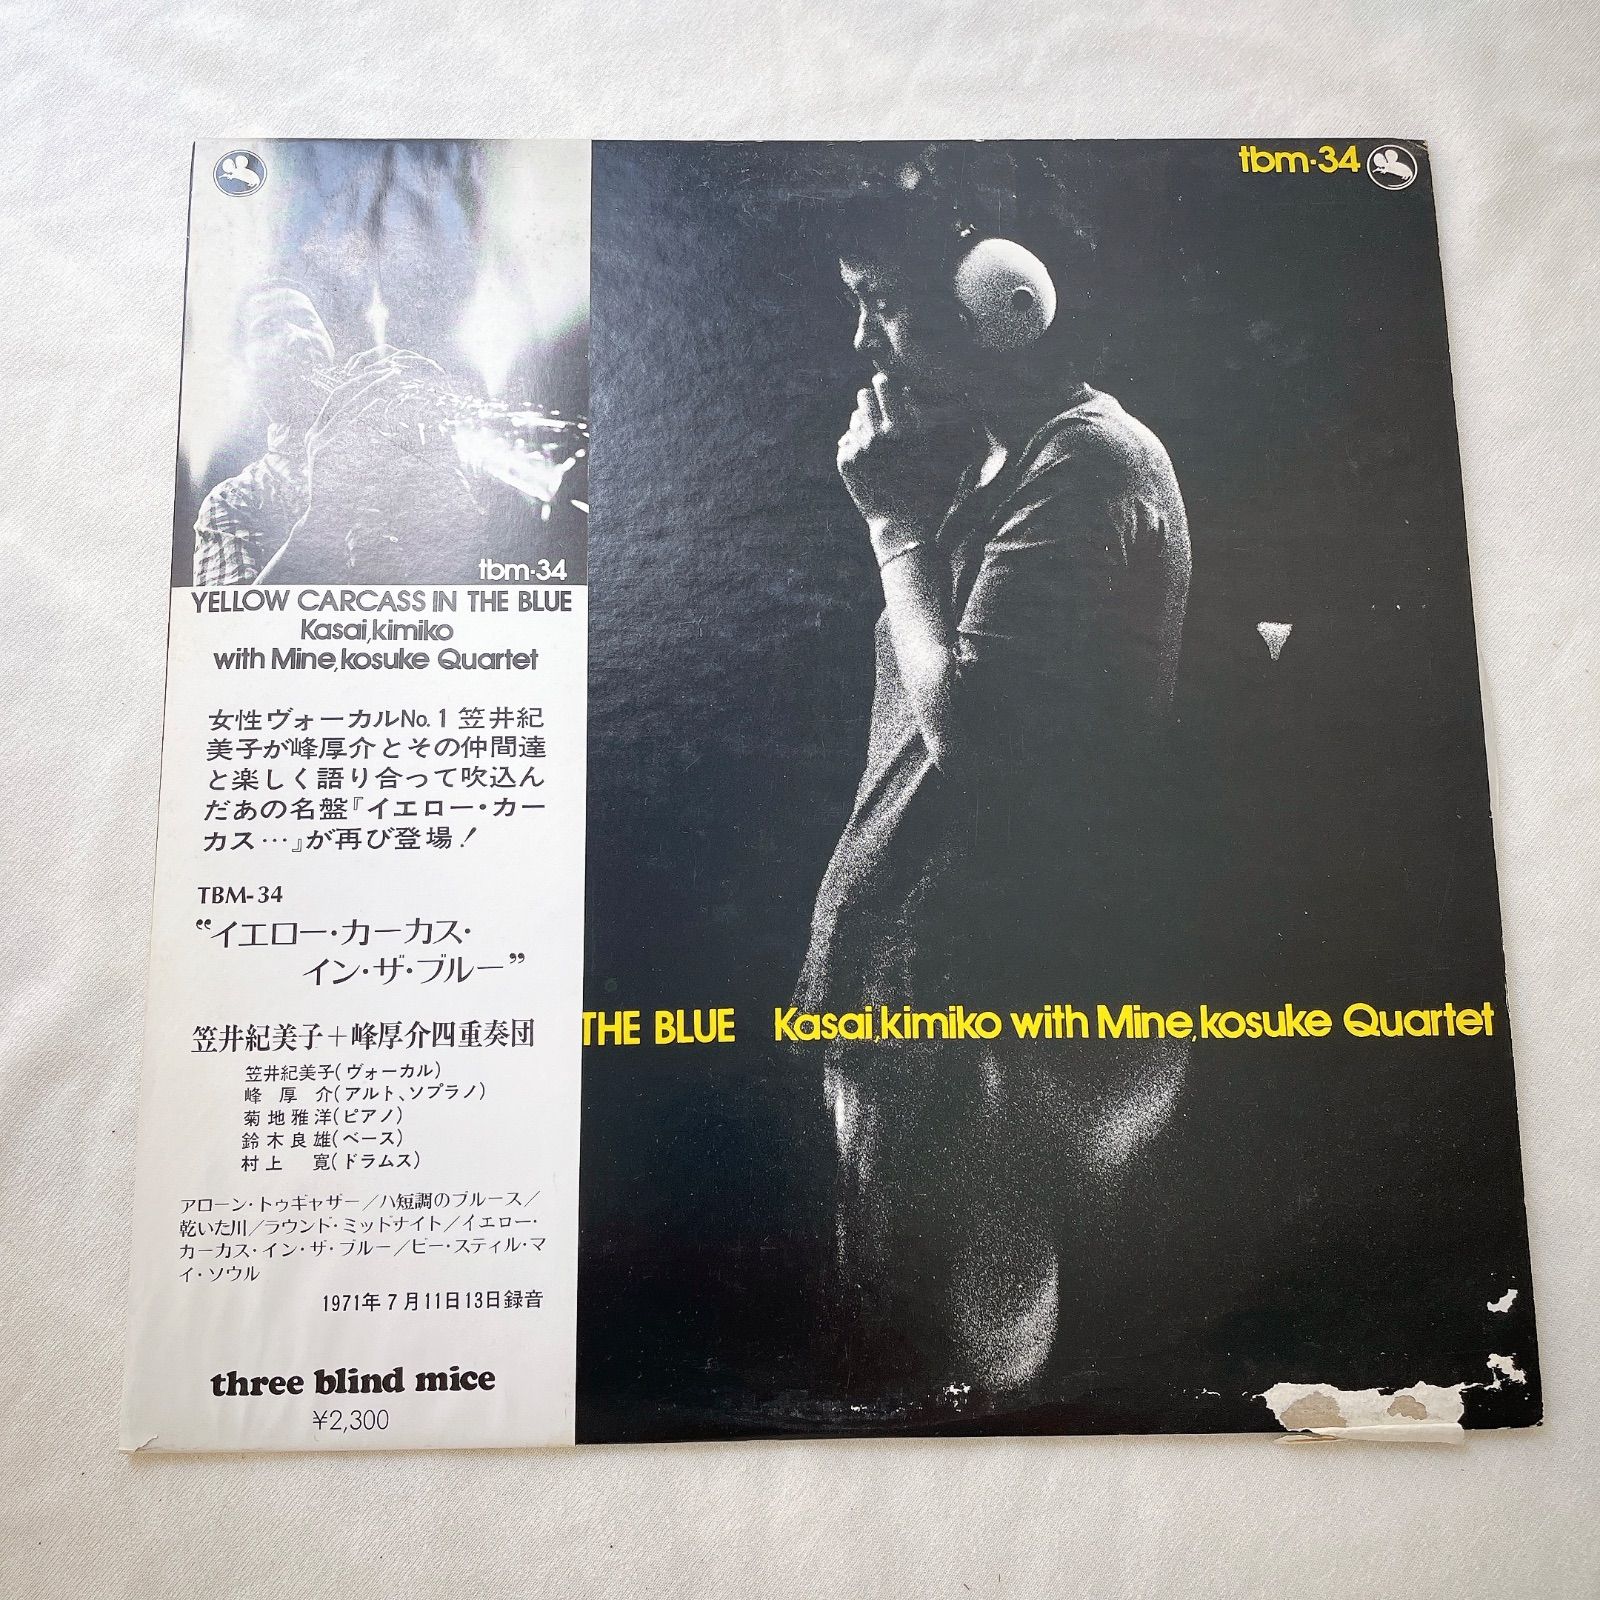 tbm·34
YELLOW CARCASS IN THE BLUE
Kasai,kimiko
with Mine,kosuke Quartet
女性ヴォーカルNo.1笠井紀
美子が峰厚介とその仲間達
と楽しく語り合って吹込ん
だあの名盤『イエロー・カー
カス…』が再び登場!
TBM-34
“イエロー・カーカス・
イン・ザ・ブルー”
笠井紀美子+峰厚介四重奏団
笠井紀美子(ヴォーカル)
峰 厚 介(アルト、ソプラノ)
菊地雅洋(ピアノ)
鈴木良雄(ベース)
村上 寛(ドラムス)
アローン・トゥギャザー/ハ短調のブルース/
乾いた川/ラウンド・ミッドナイト/イエロー・
カーカス・イン・ザ・ブルー/ビー・スティル・マ
イ・ソウル
1971年7月11日13日録音
three blind mice
¥2,300
tbm·34
THE BLUE Kasai,kimiko with Mine,kosuke Quartet